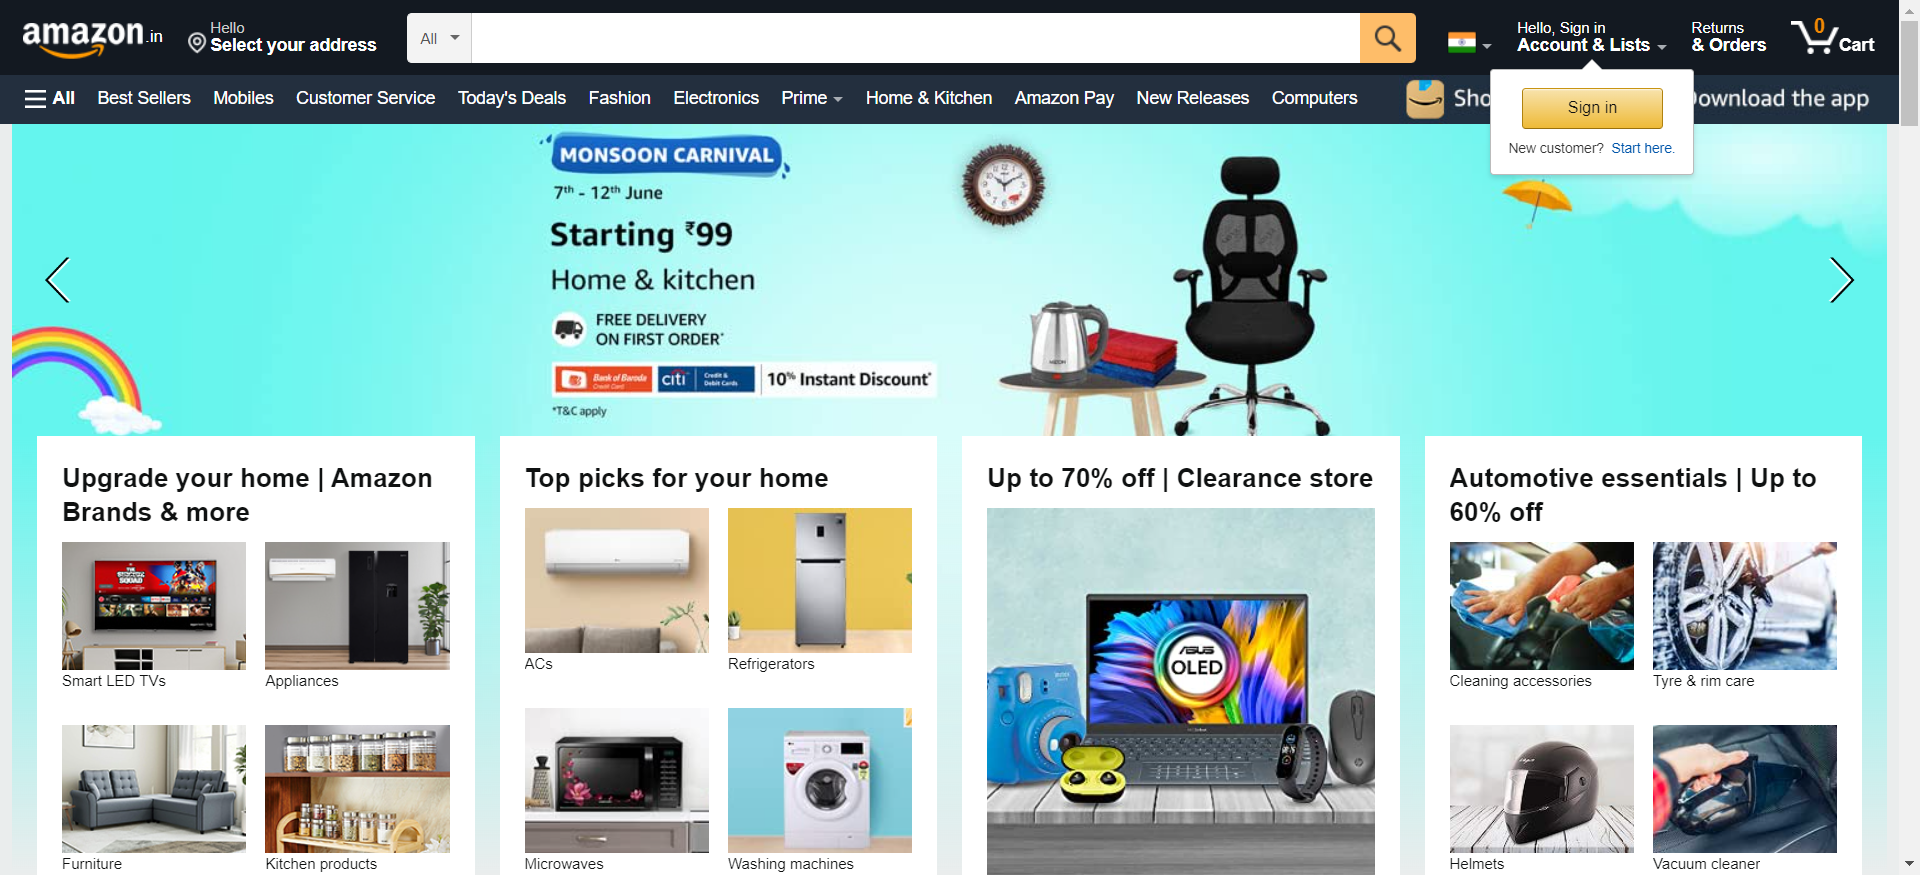 amazon.in
Hello
Select your address
All
0
Hello, Sign in
Account & Lists
Returns
& Orders
Cart
All
Best Sellers
Mobiles
Customer Service
Today's Deals
Fashion
Electronics
Prime
Home & Kitchen
Amazon Pay
New Releases
Computers
Sho
ownload the app
Sign in
New customer? Start here.
MONSOON CARNIVAL
7th - 12th June
Starting ₹99
Home & kitchen
FREE DELIVERY
ON FIRST ORDER*
Bank of Baroda
Credit Card
citi
Credit &
Debit Cards
10% Instant Discount*
*T&C apply
Upgrade your home | Amazon
Brands & more
Smart LED TVs
Appliances
Furniture
Kitchen products
Top picks for your home
ACs
Refrigerators
Microwaves
Washing machines
Up to 70% off | Clearance store
ASUS
OLED
Automotive essentials | Up to
60% off
Cleaning accessories
Tyre & rim care
Helmets
Vacuum cleaner